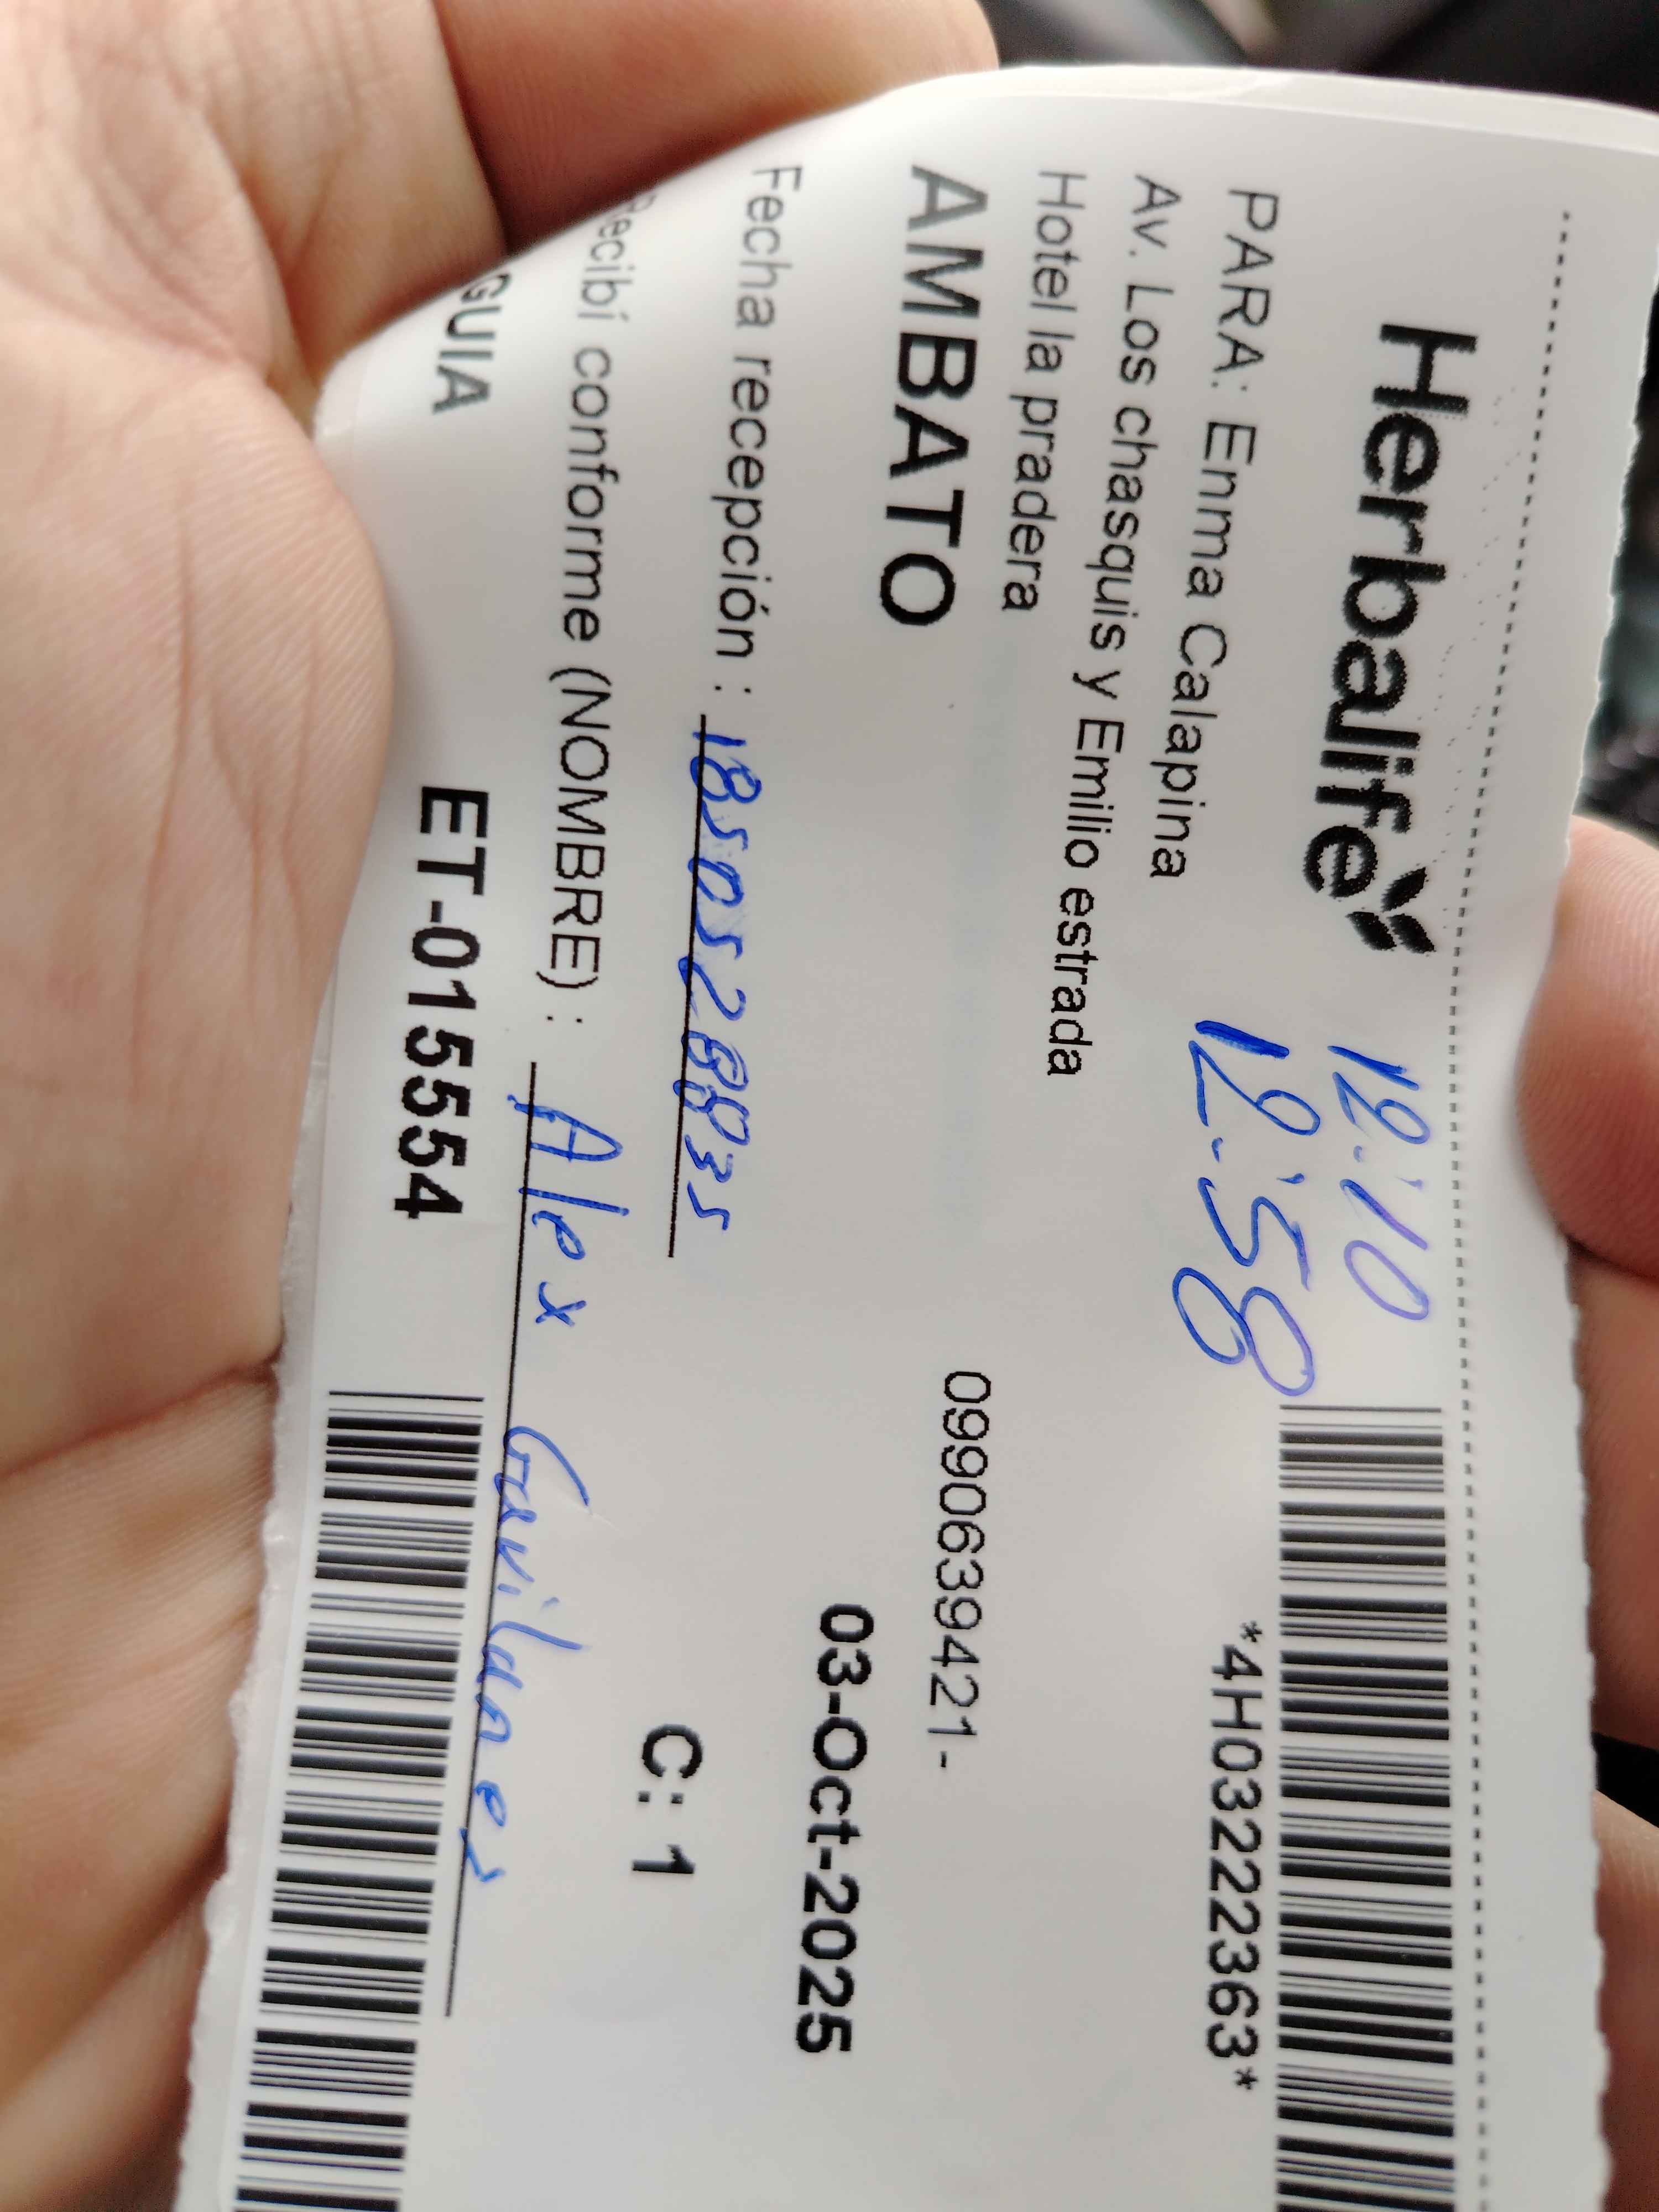 Herbalife
12:10
12:58
*4H03222363*
PARA: Enma Calapina
Av. Los chasquis y Emilio estrada
Hotel la pradera
0990639421-
AMBATO
03-Oct-2025
Fecha recepción :
C: 1
Recibí conforme (NOMBRE) : Alex Gavilanes
GUIA ET-015554